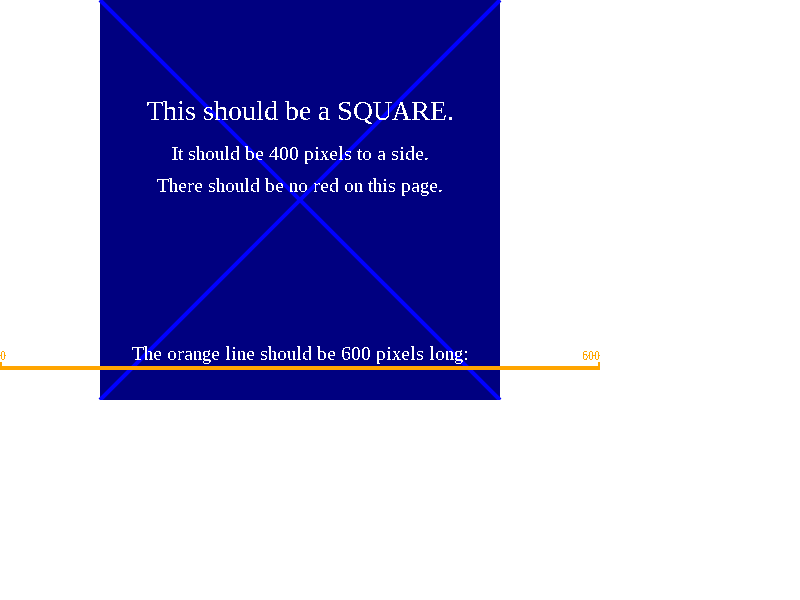 This should be a SQUARE.
It should be 400 pixels to a side.
There should be no red on this page.
The orange line should be 600 pixels long:
0 600